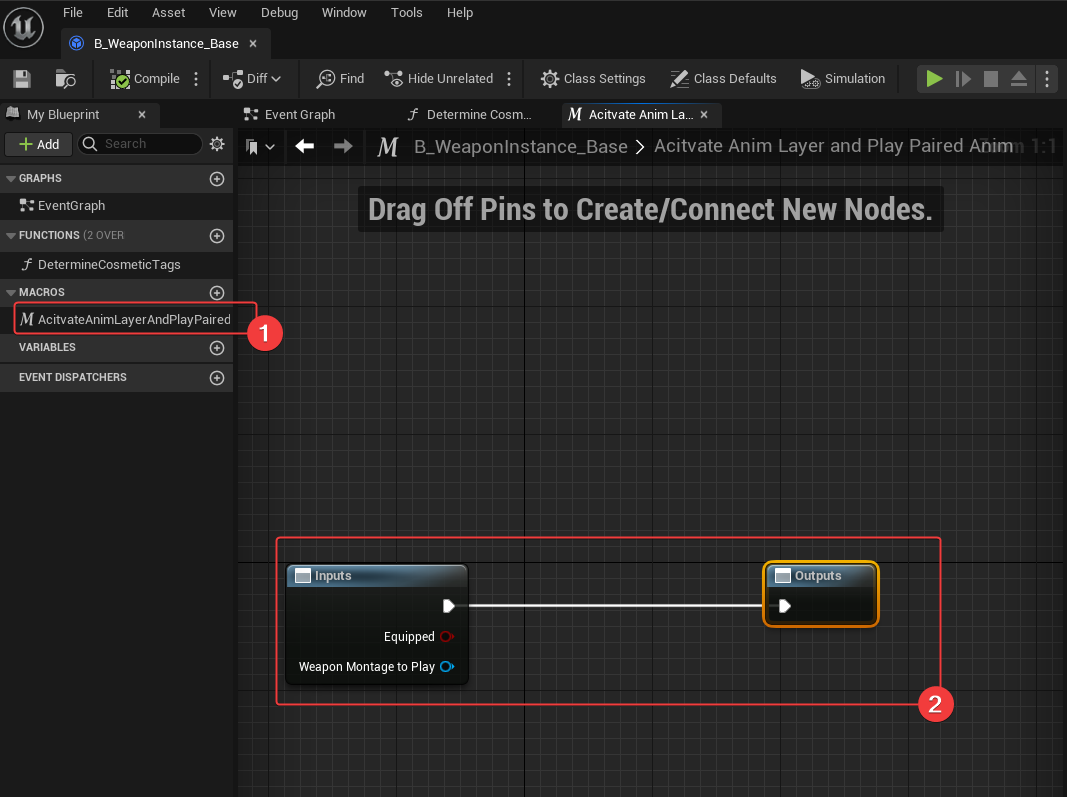 File Edit Asset View Debug Window Tools Help
B_WeaponInstance_Base
Compile Diff Find Hide Unrelated Class Settings Class Defaults Simulation
My Blueprint Event Graph Determine Cosm... Acitvate Anim La...
Add Search B_WeaponInstance_Base > Acitvate Anim Layer and Play Paired Anim Zoom 1:1
GRAPHS
Drag Off Pins to Create/Connect New Nodes.
EventGraph
FUNCTIONS (2 OVER
DetermineCosmeticTags
MACROS
AcitvateAnimLayerAndPlayPaired
1
VARIABLES
EVENT DISPATCHERS
Inputs Outputs
Equipped
Weapon Montage to Play
2